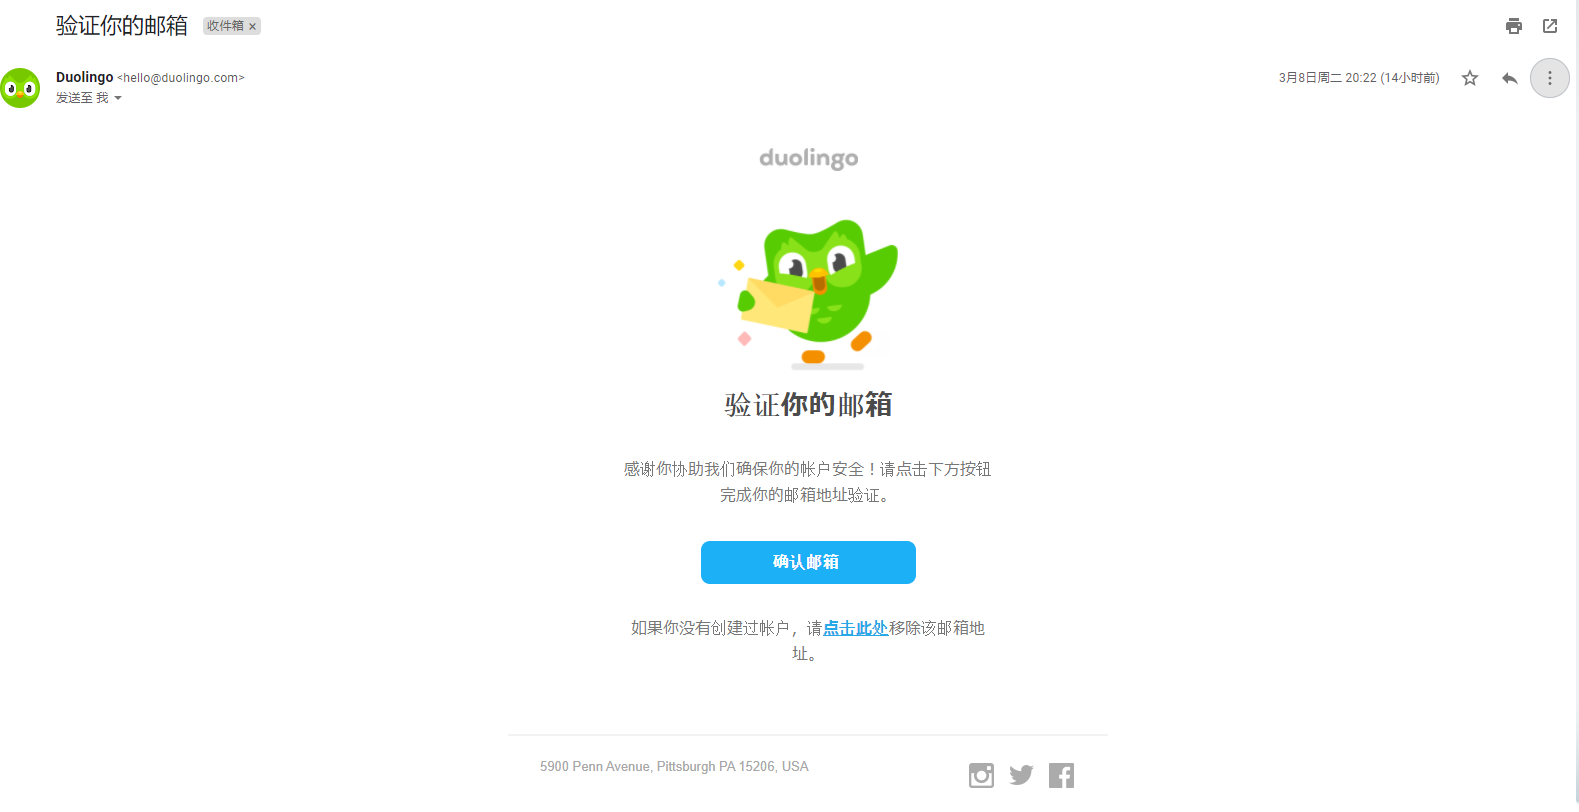 验证你的邮箱 收件箱 ×
Duolingo <hello@duolingo.com>
3月8日周二 20:22 (14小时前)
发送至 我
duolingo
验证你的邮箱
感谢你协助我们确保你的帐户安全！请点击下方按钮
完成你的邮箱地址验证。
确认邮箱
如果你没有创建过帐户，请点击此处移除该邮箱地
址。
5900 Penn Avenue, Pittsburgh PA 15206, USA